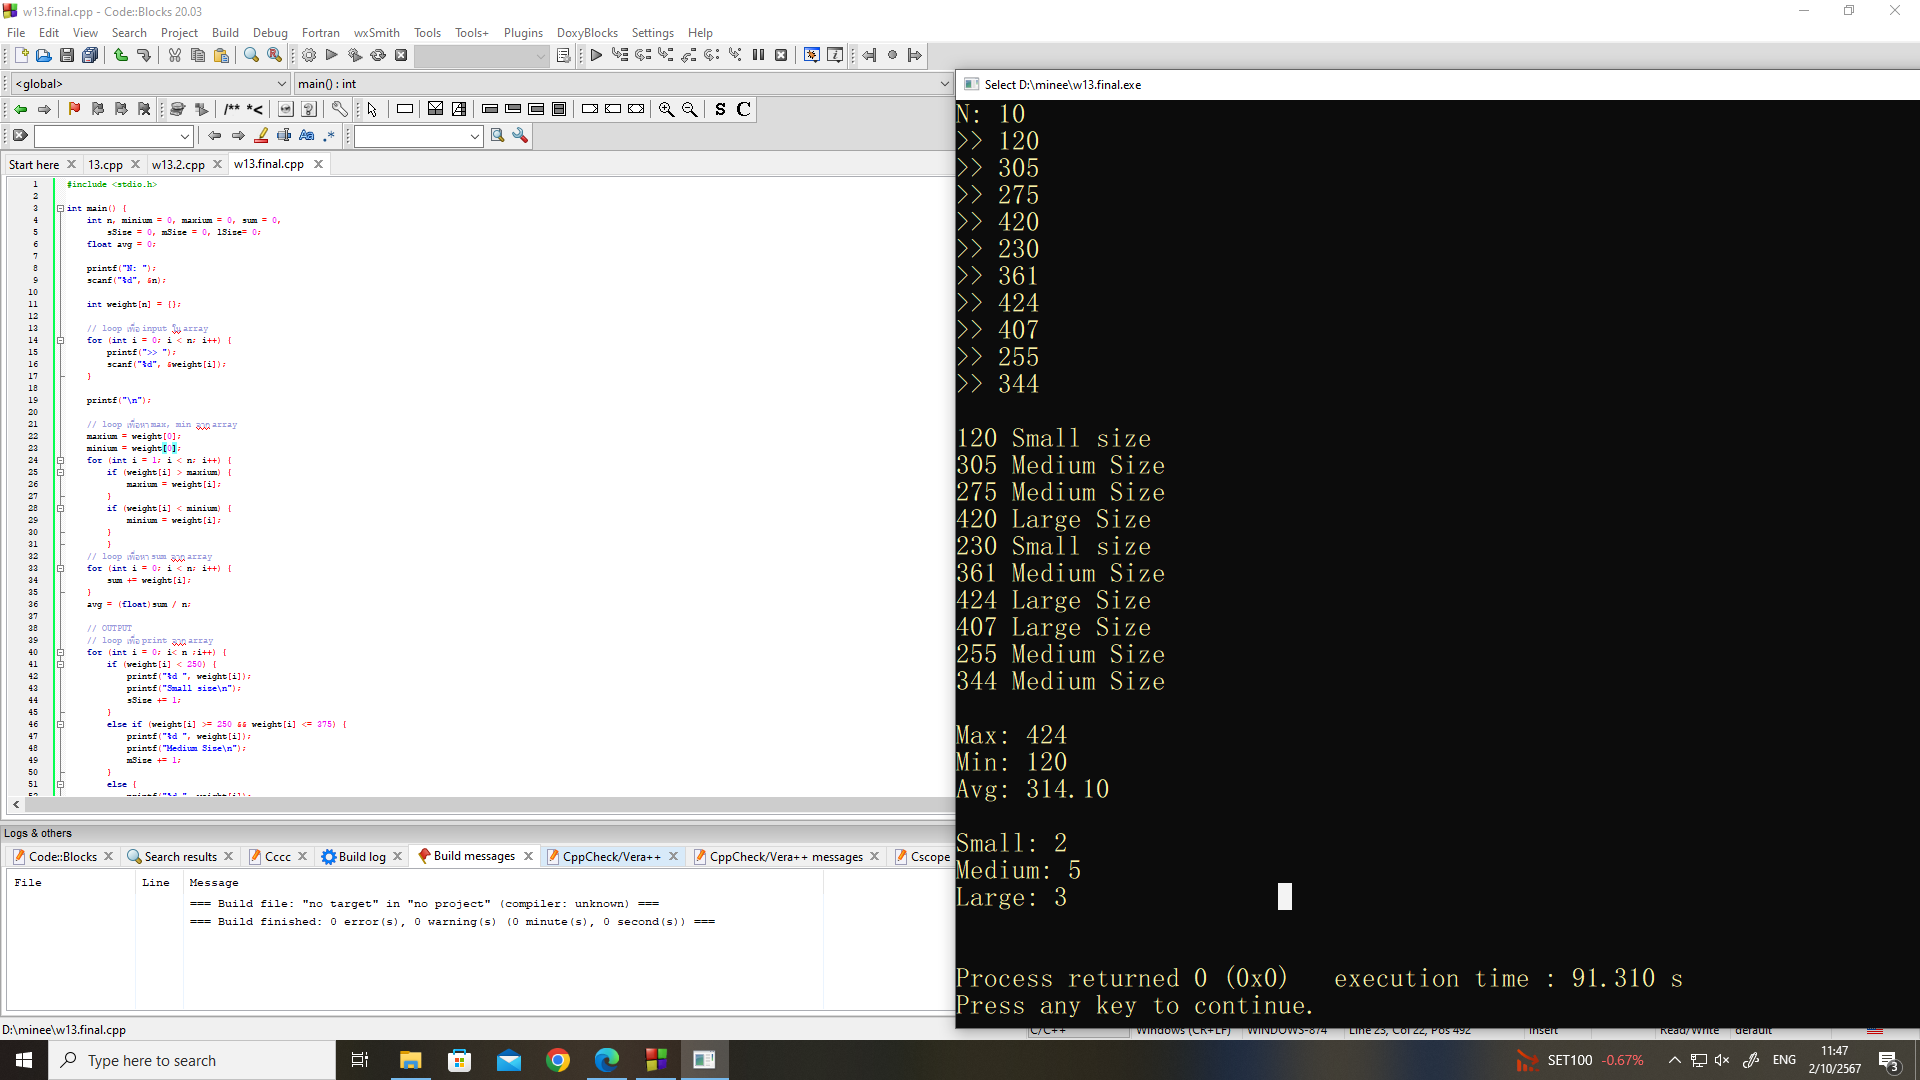 w13.final.cpp - Code::Blocks 20.03
File Edit View Search Project Build Debug Fortran wxSmith Tools Tools+ Plugins DoxyBlocks Settings Help
<global> main() : int
/** *< S C
Aa .*
Start here 13.cpp w13.2.cpp w13.final.cpp
1 #include <stdio.h>
2
3 int main() {
4 int n, minium = 0, maxium = 0, sum = 0,
5 sSize = 0, mSize = 0, lSize= 0;
6 float avg = 0;
7
8 printf("N: ");
9 scanf("%d", &n);
10
11 int weight[n] = {};
12
13 // loop เพื่อ input ใน array
14 for (int i = 0; i < n; i++) {
15 printf(">> ");
16 scanf("%d", &weight[i]);
17 }
18
19 printf("\n");
20
21 // loop เพื่อหา max, min จาก array
22 maxium = weight[0];
23 minium = weight[0];
24 for (int i = 1; i < n; i++) {
25 if (weight[i] > maxium) {
26 maxium = weight[i];
27 }
28 if (weight[i] < minium) {
29 minium = weight[i];
30 }
31 }
32 // loop เพื่อหา sum จาก array
33 for (int i = 0; i < n; i++) {
34 sum += weight[i];
35 }
36 avg = (float)sum / n;
37
38 // OUTPUT
39 // loop เพื่อ print จาก array
40 for (int i = 0; i< n ;i++) {
41 if (weight[i] < 250) {
42 printf("%d ", weight[i]);
43 printf("Small size\n");
44 sSize += 1;
45 }
46 else if (weight[i] >= 250 && weight[i] <= 375) {
47 printf("%d ", weight[i]);
48 printf("Medium Size\n");
49 mSize += 1;
50 }
51 else {
Logs & others
Code::Blocks Search results Cccc Build log Build messages CppCheck/Vera++ CppCheck/Vera++ messages Cscope
File Line Message
=== Build file: "no target" in "no project" (compiler: unknown) ===
=== Build finished: 0 error(s), 0 warning(s) (0 minute(s), 0 second(s)) ===
Select D:\minee\w13.final.exe
N: 10
>> 120
>> 305
>> 275
>> 420
>> 230
>> 361
>> 424
>> 407
>> 255
>> 344
120 Small size
305 Medium Size
275 Medium Size
420 Large Size
230 Small size
361 Medium Size
424 Large Size
407 Large Size
255 Medium Size
344 Medium Size
Max: 424
Min: 120
Avg: 314.10
Small: 2
Medium: 5
Large: 3
Process returned 0 (0x0) execution time : 91.310 s
Press any key to continue.
D:\minee\w13.final.cpp C/C++ Windows (CR+LF) WINDOWS-874 Line 23, Col 22, Pos 492 Insert Read/Write default
Type here to search
SET100 -0.67% ENG 11:47
2/10/2567 3